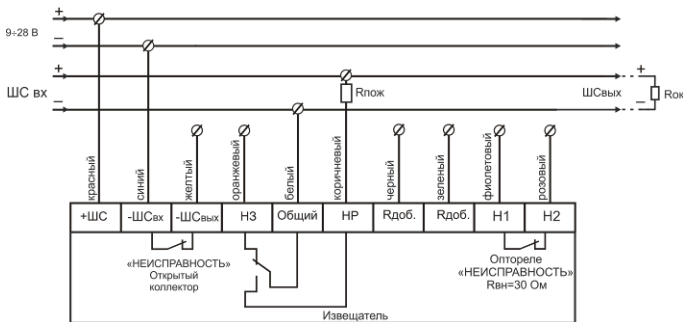 +
9÷28 В
–
+
ШС вх
–
Rпож
ШСвых
+
–
Rок
красный
синий
желтый
оранжевый
белый
коричневый
черный
зеленый
фиолетовый
розовый
+ШС
-ШСвх
-ШСвых
НЗ
Общий
НР
Rдоб.
Rдоб.
Н1
Н2
«НЕИСПРАВНОСТЬ»
Открытый
коллектор
Оптореле
«НЕИСПРАВНОСТЬ»
Rвн=30 Ом
Извещатель